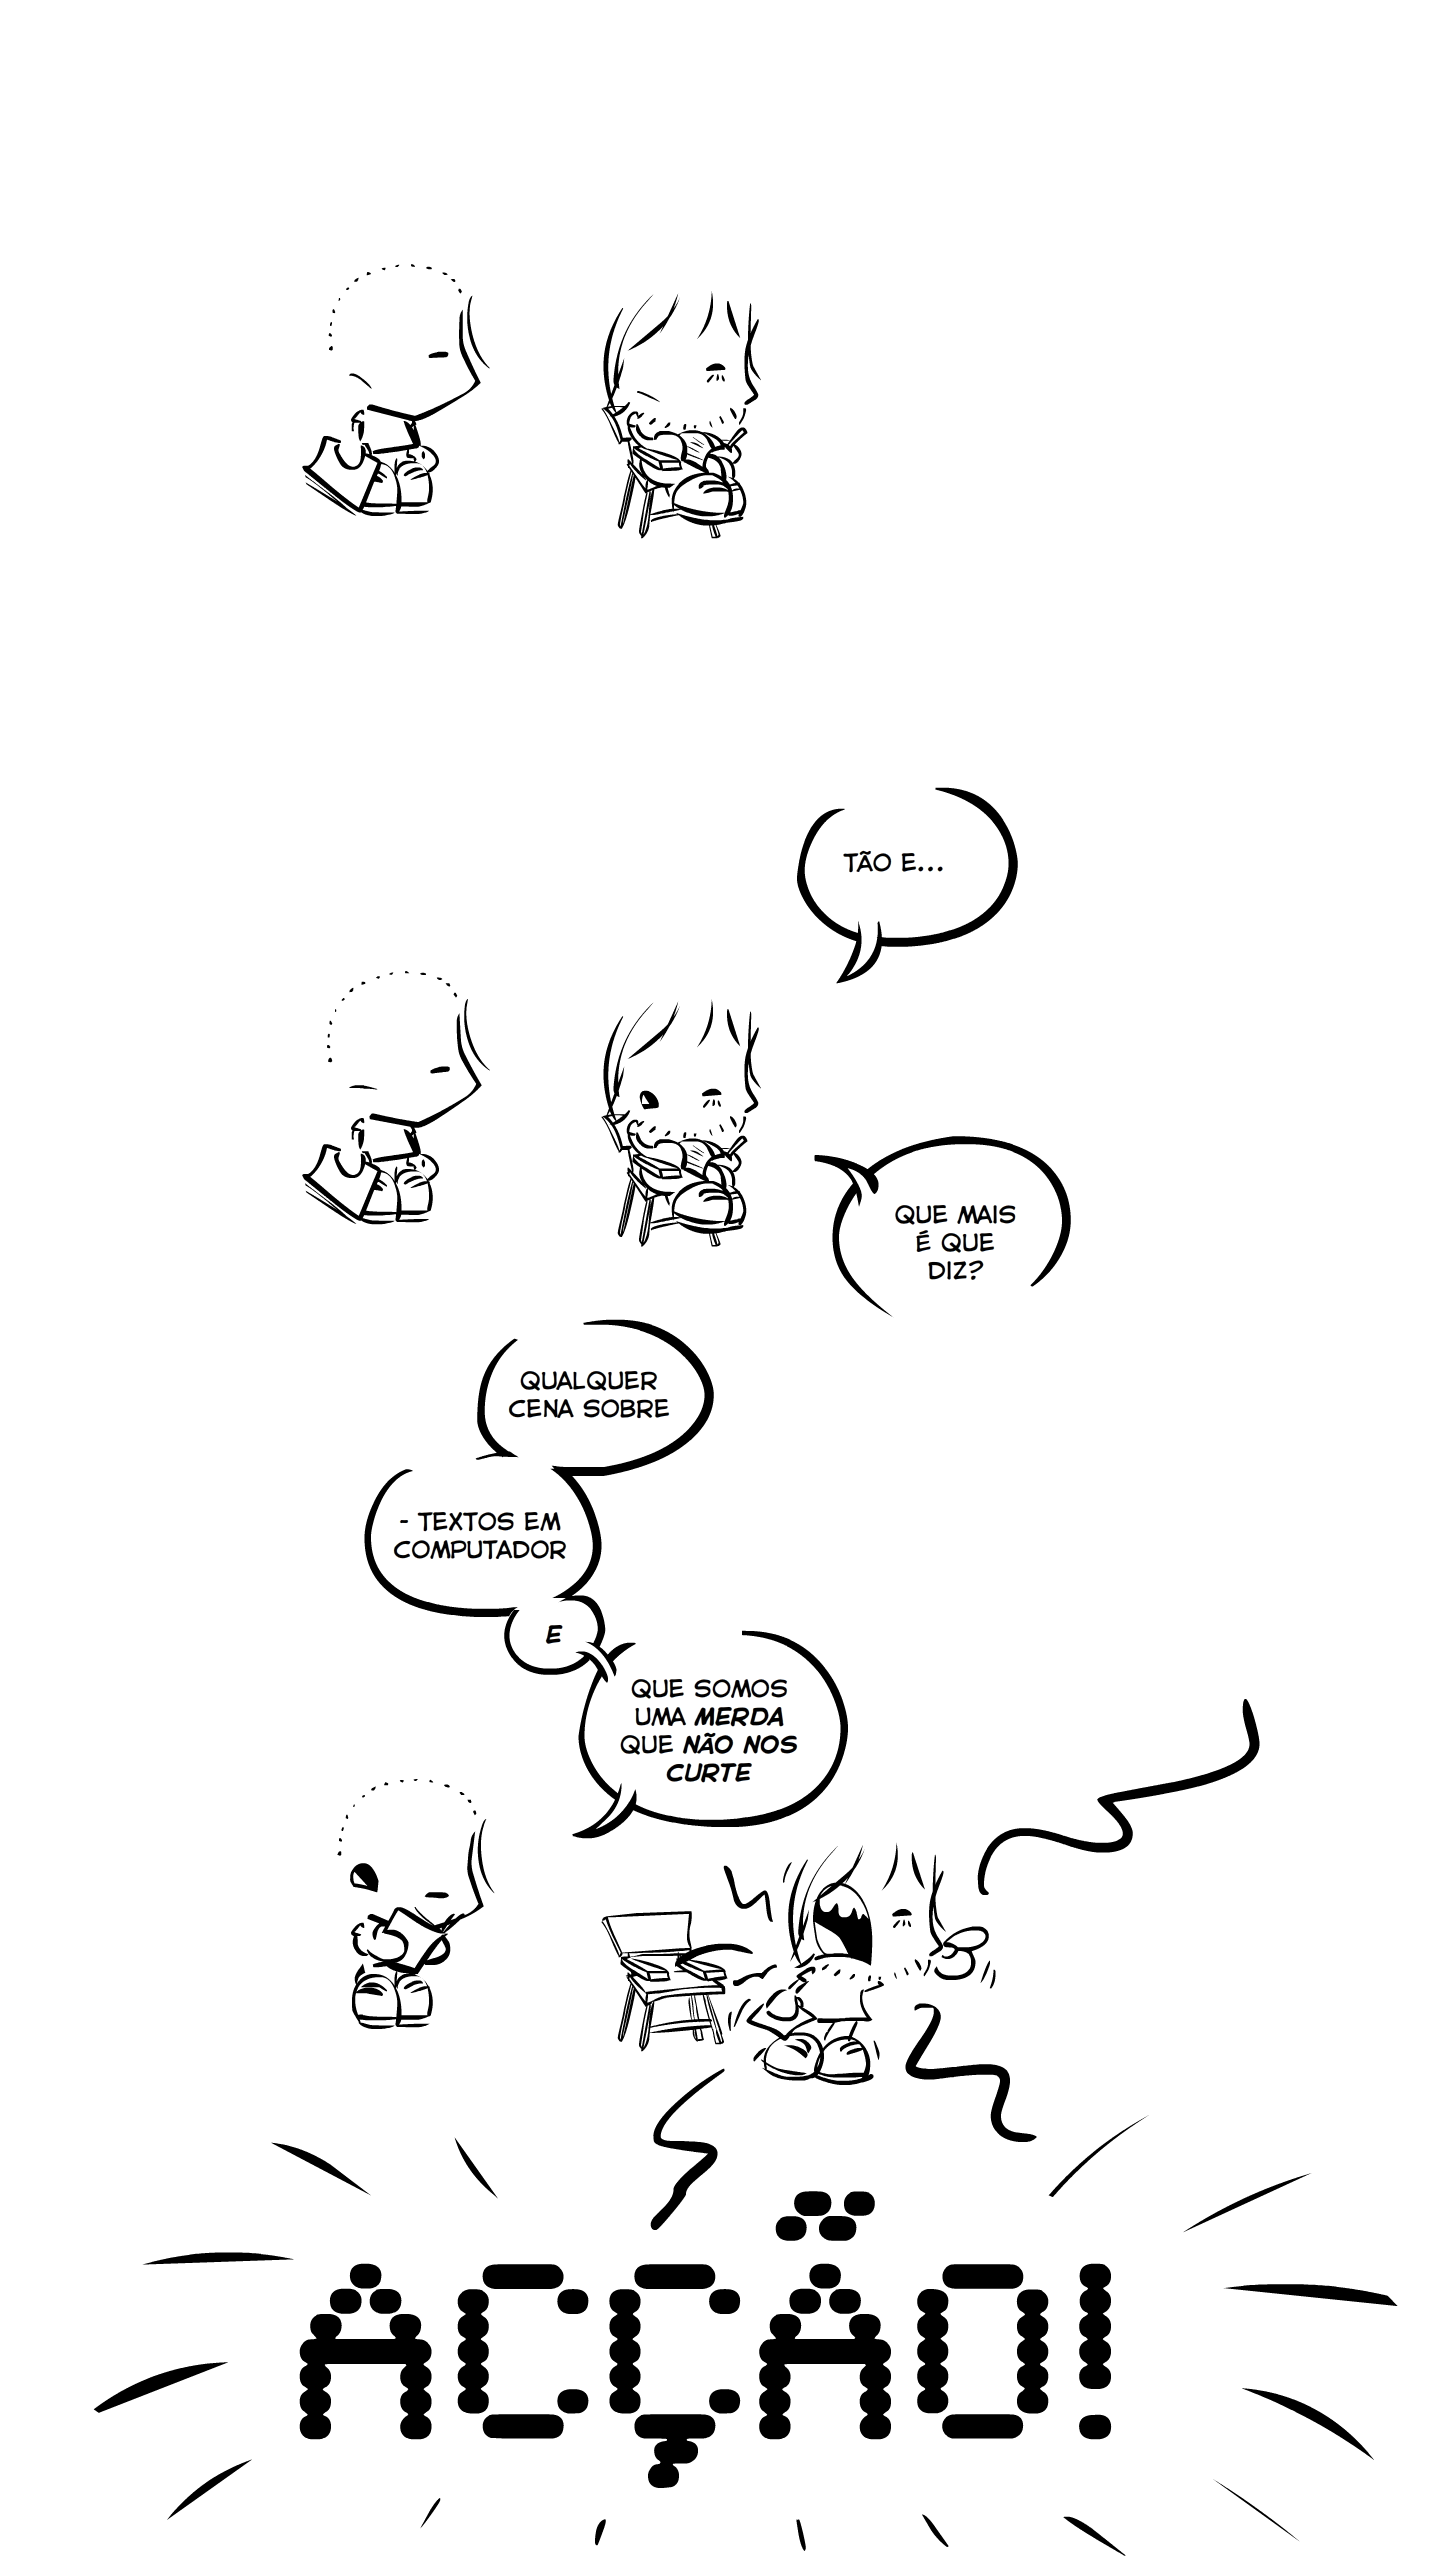 TÃO E...
QUE MAIS
É QUE
DIZ?
QUALQUER
CENA SOBRE
- TEXTOS EM
COMPUTADOR
E
QUE SOMOS
UMA MERDA
QUE NÃO NOS
CURTE
ACÇÃO!